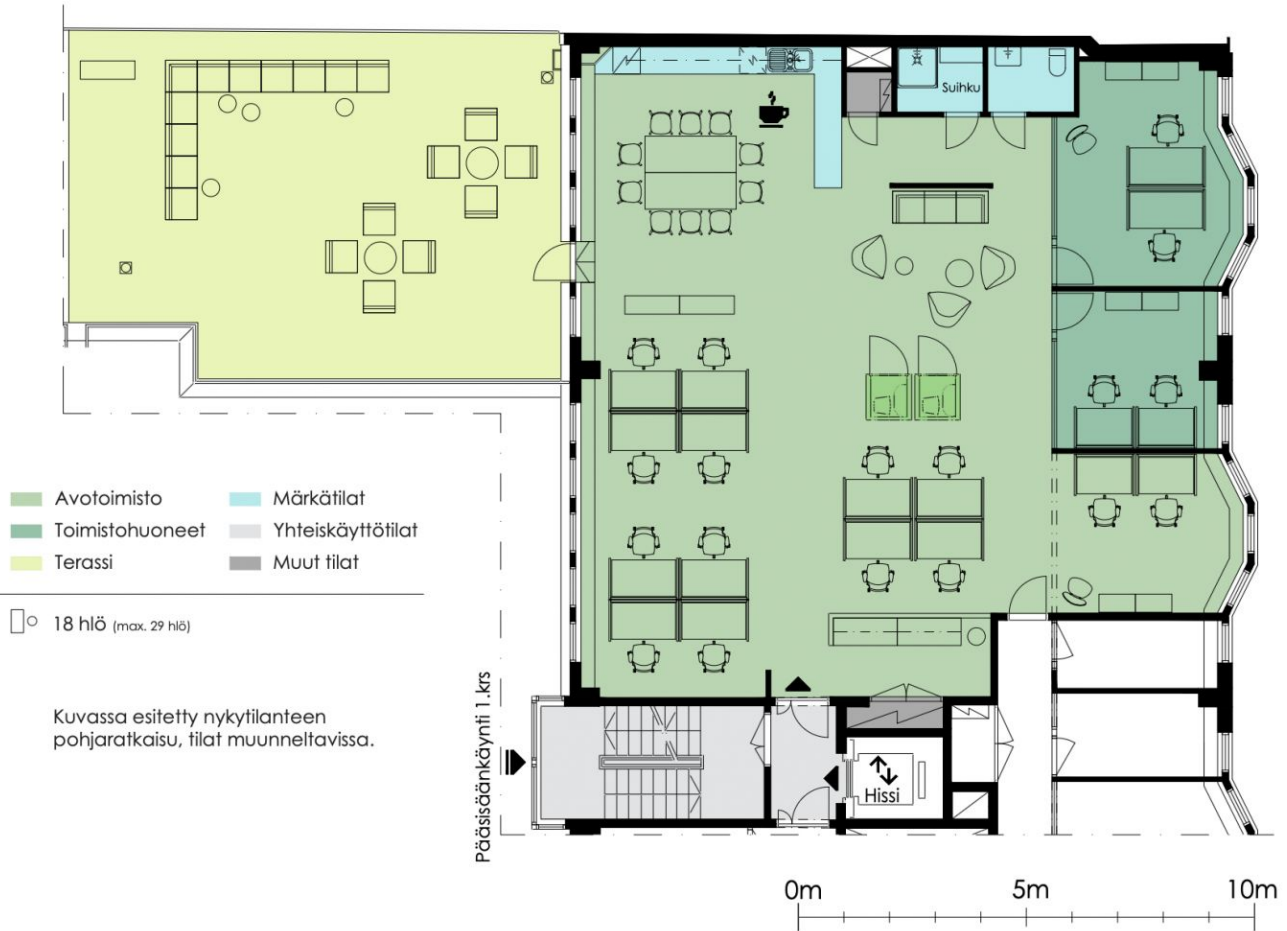 Suihku
Avotoimisto
Märkätilat
Toimistohuoneet
Yhteiskäyttötilat
Terassi
Muut tilat
18 hlö (max. 29 hlö)
Kuvassa esitetty nykytilanteen
pohjaratkaisu, tilat muunneltavissa.
Pääsisäänkäynti 1.krs
Hissi
0m
5m
10m